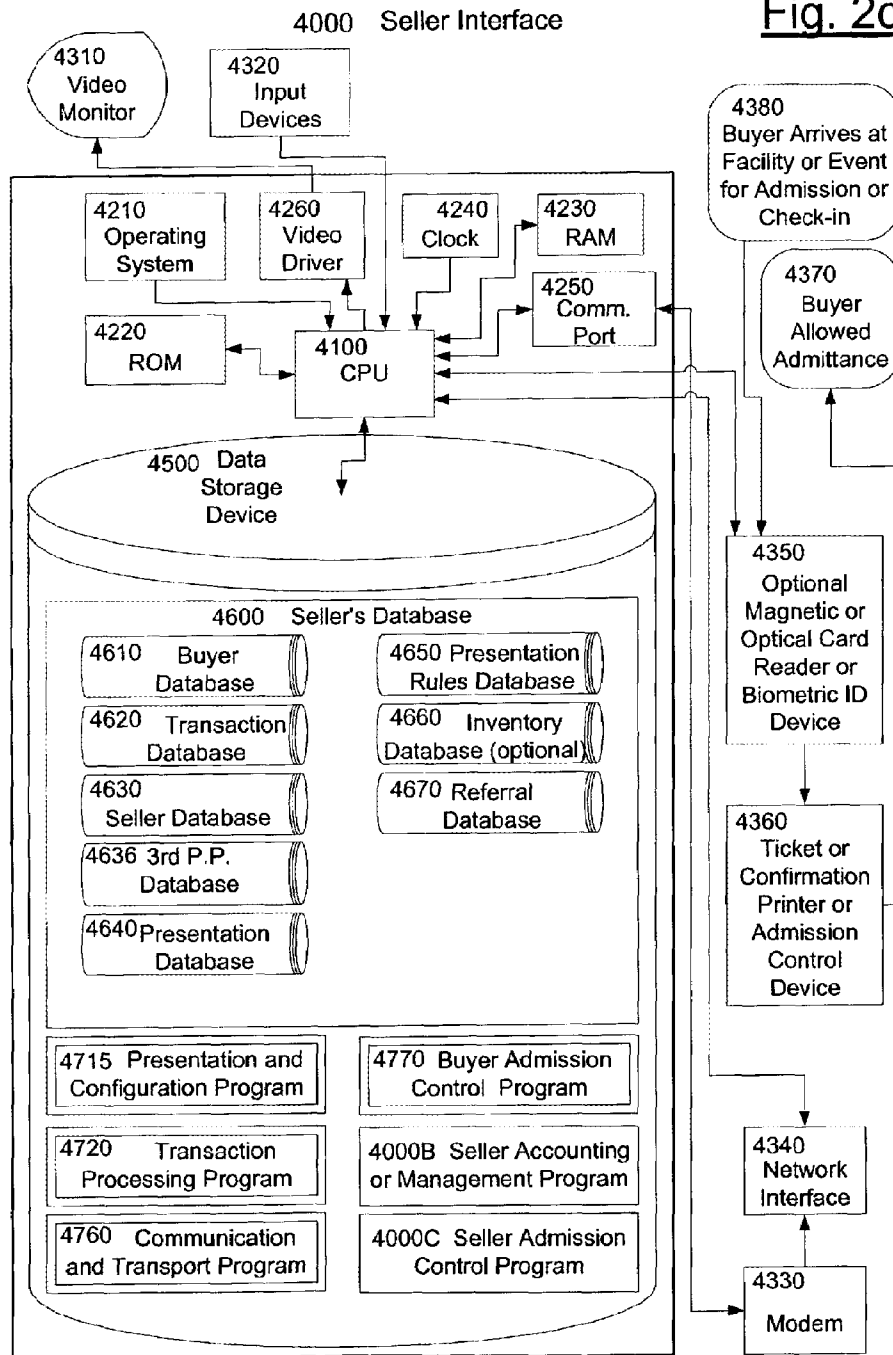 4000 Seller Interface
Fig. 2c
4310
Video
Monitor
4320
Input
Devices
4380
Buyer Arrives at
Facility or Event
for Admission or
Check-in
4210
Operating
System
4260
Video
Driver
4240
Clock
4230
RAM
4370
Buyer
Allowed
Admittance
4250
Comm.
Port
4220
ROM
4100
CPU
4500 Data
Storage
Device
4350
Optional
Magnetic or
Optical Card
Reader or
Biometric ID
Device
4600 Seller's Database
4610 Buyer
Database
4650 Presentation
Rules Database
4620 Transaction
Database
4660 Inventory
Database (optional)
4630
Seller Database
4670 Referral
Database
4636 3rd P.P.
Database
4640 Presentation
Database
4360
Ticket or
Confirmation
Printer or
Admission
Control
Device
4715 Presentation and
Configuration Program
4770 Buyer Admission
Control Program
4720 Transaction
Processing Program
4000B Seller Accounting
or Management Program
4340
Network
Interface
4760 Communication
and Transport Program
4000C Seller Admission
Control Program
4330
Modem